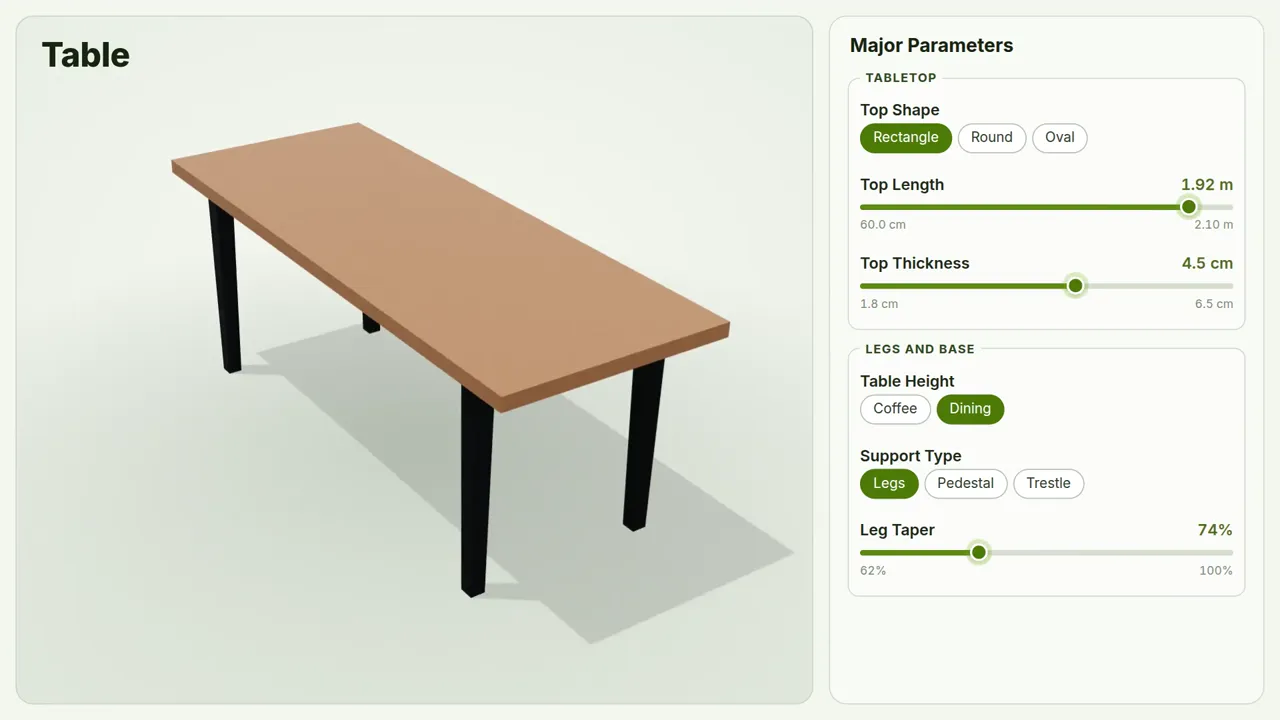 Table
Major Parameters
TABLETOP
Top Shape
Rectangle Round Oval
Top Length 1.92 m
60.0 cm 2.10 m
Top Thickness 4.5 cm
1.8 cm 6.5 cm
LEGS AND BASE
Table Height
Coffee Dining
Support Type
Legs Pedestal Trestle
Leg Taper 74%
62% 100%